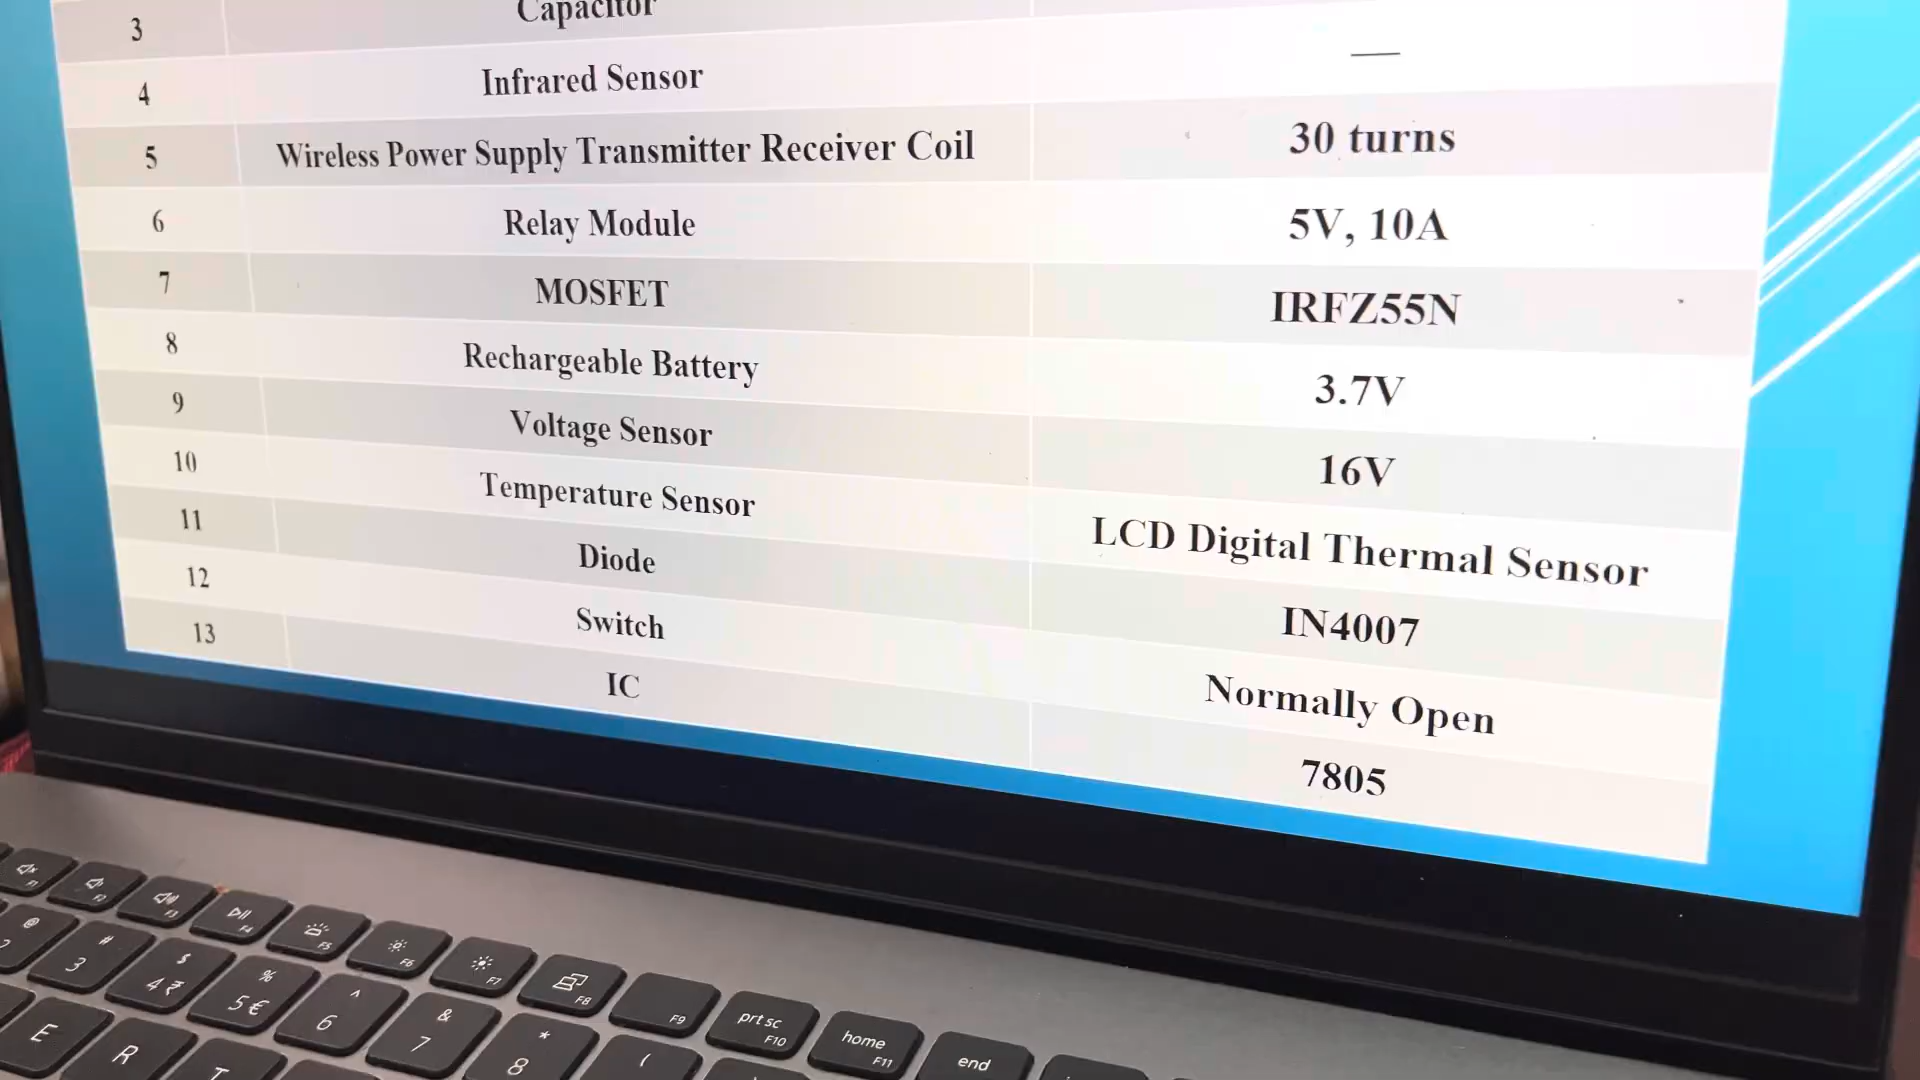 3 Capacitor
4 Infrared Sensor —
5 Wireless Power Supply Transmitter Receiver Coil 30 turns
6 Relay Module 5V, 10A
7 MOSFET IRFZ55N
8 Rechargeable Battery 3.7V
9 Voltage Sensor 16V
10 Temperature Sensor LCD Digital Thermal Sensor
11 Diode IN4007
12 Switch Normally Open
13 IC 7805
F1 F2 F3 F4 F5 F6 F7 F8 F9 prt sc F10 home F11 end
@ # 3 $ 4 ₹ % 5 € ^ 6 & 7 * 8 (
E R T